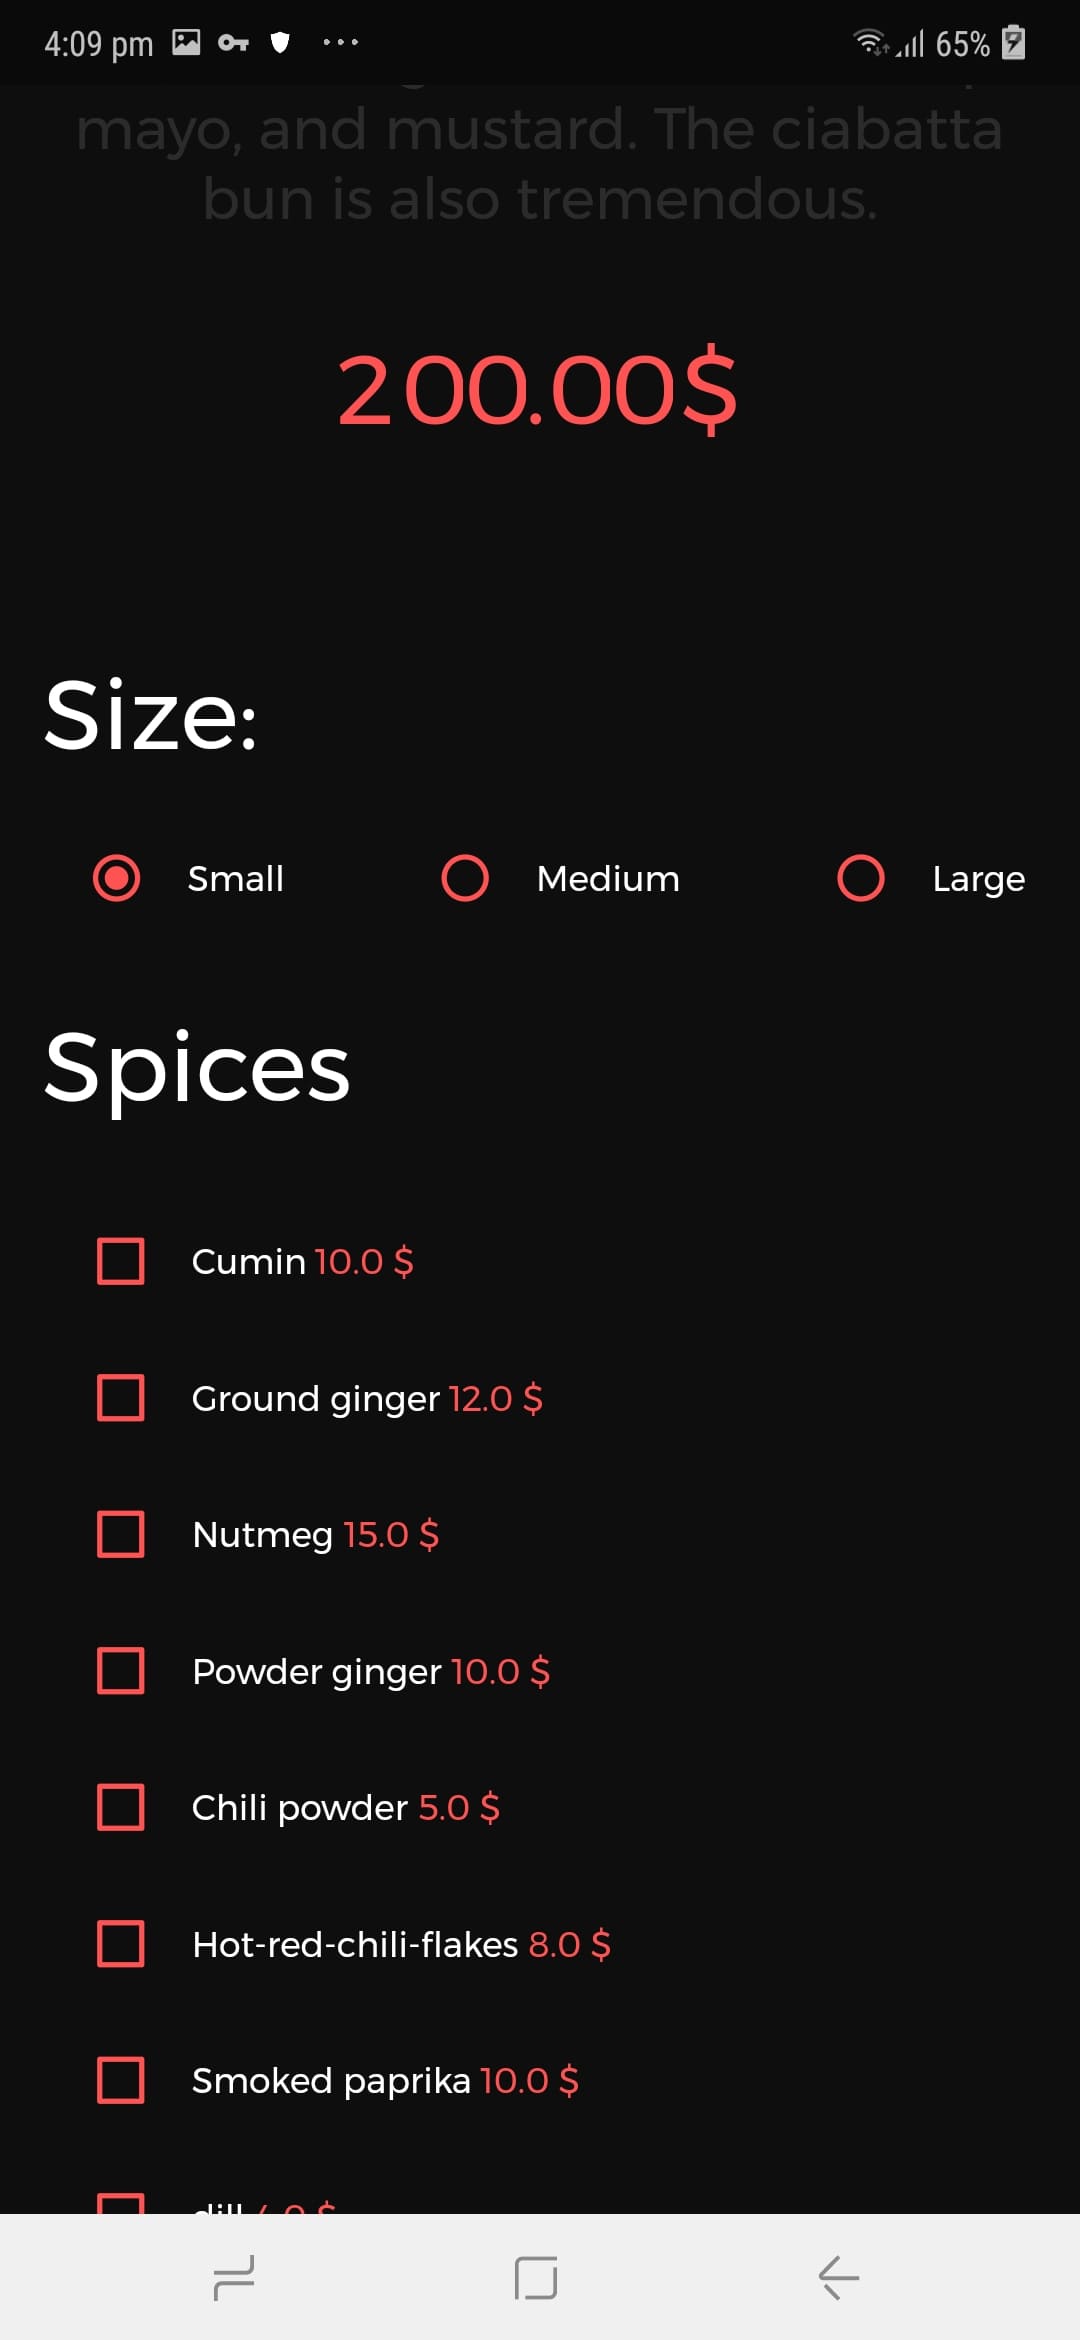 4:09 pm
65%
mayo, and mustard. The ciabatta
bun is also tremendous.
200.00$
Size:
Small Medium Large
Spices
Cumin 10.0 $
Ground ginger 12.0 $
Nutmeg 15.0 $
Powder ginger 10.0 $
Chili powder 5.0 $
Hot-red-chili-flakes 8.0 $
Smoked paprika 10.0 $
dill